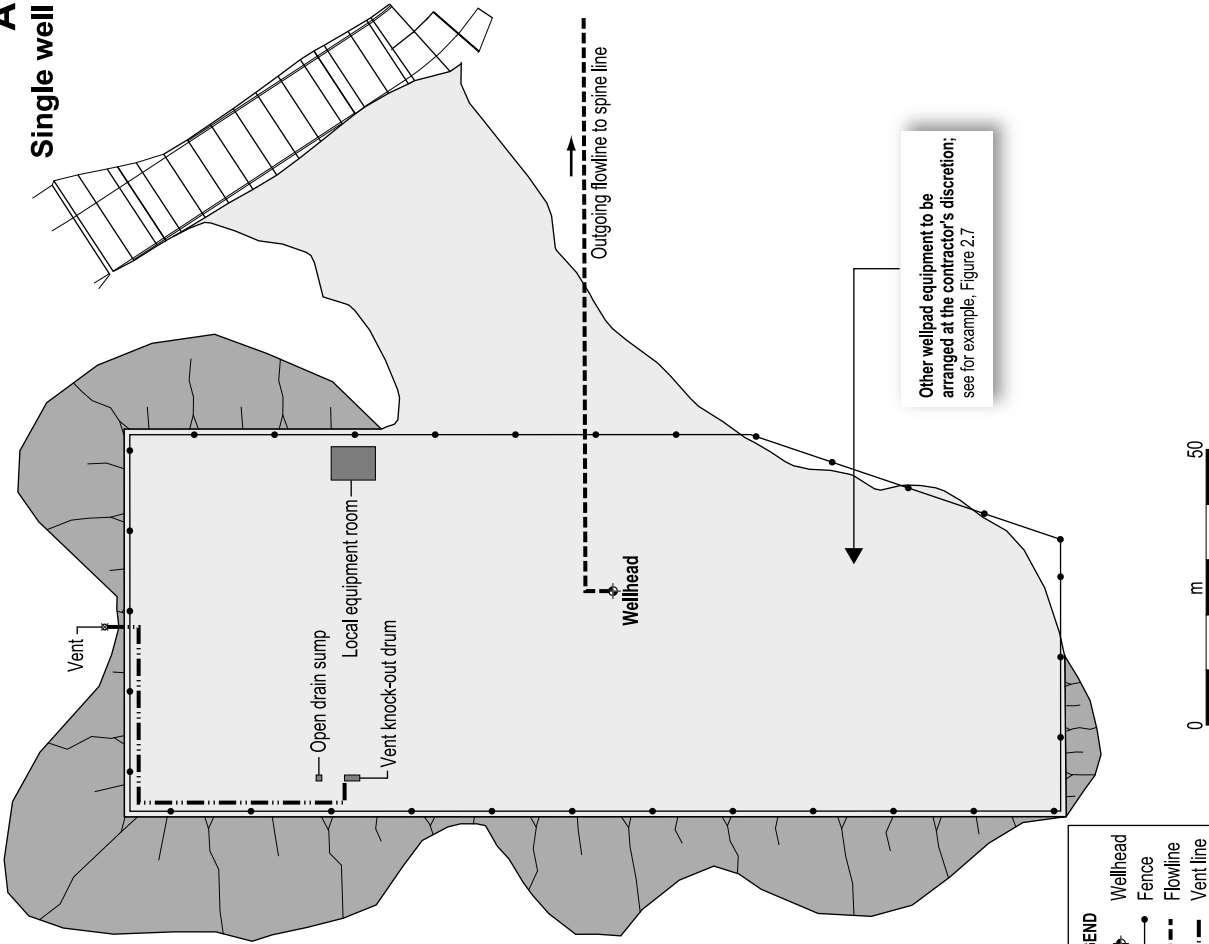 A
Single well
Outgoing flowline to spine line
Other wellpad equipment to be
arranged at the contractor's discretion;
see for example, Figure 2.7
Vent
Local equipment room
Open drain sump
Vent knock-out drum
Wellhead
0
m
50
Wellhead
Fence
Flowline
Vent line